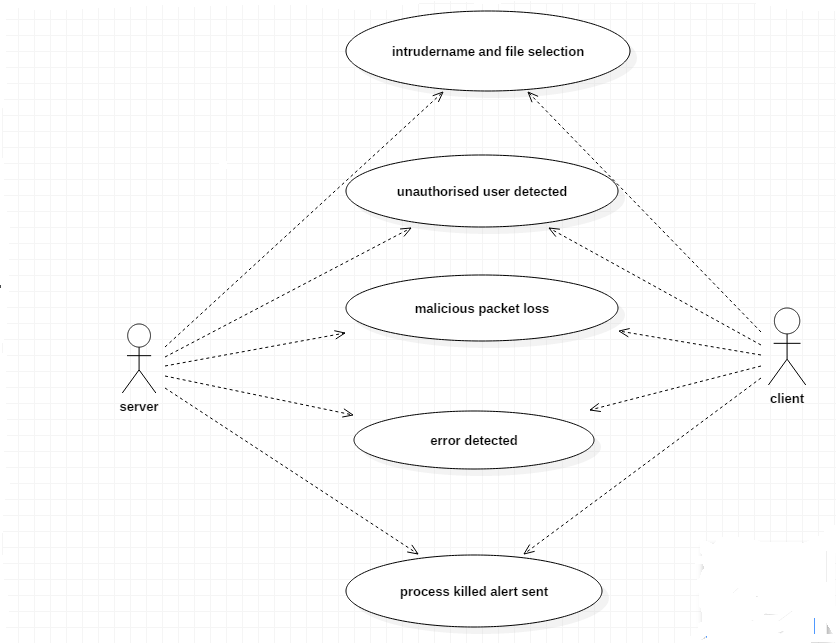 intrudername and file selection
unauthorised user detected
malicious packet loss
server
client
error detected
process killed alert sent